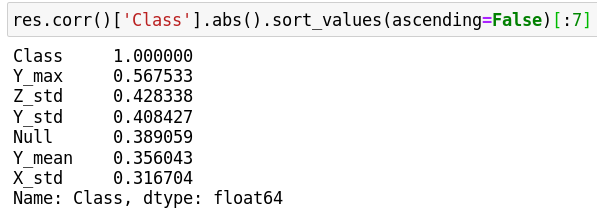 res.corr()['Class'].abs().sort_values(ascending=False)[:7]
Class     1.000000
Y_max     0.567533
Z_std     0.428338
Y_std     0.408427
Null      0.389059
Y_mean    0.356043
X_std     0.316704
Name: Class, dtype: float64